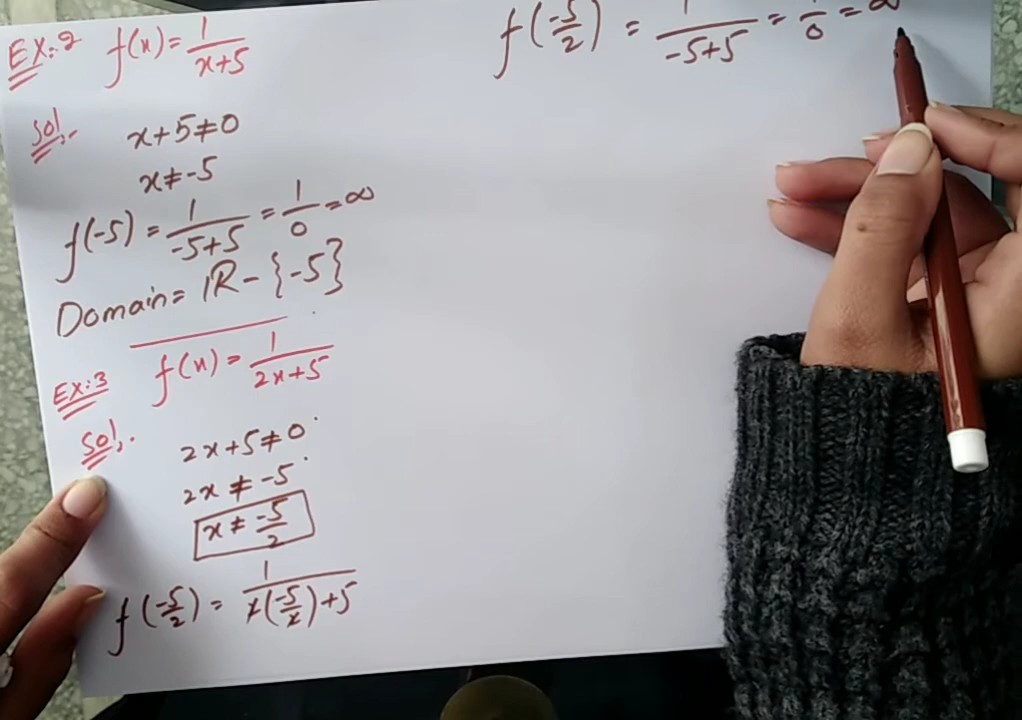 EX:2 f(x) = 1/(x+5)
Sol.
x+5≠0
x≠-5
f(-5) = 1/(-5+5) = 1/0 = ∞
Domain = IR - {-5}
EX:3 f(x) = 1/(2x+5)
Sol.
2x+5≠0
2x ≠ -5
x ≠ -5/2
f(-5/2) = 1/(2(-5/2)+5)
f(-5/2) = 1/(-5+5) = 1/0 = ∞